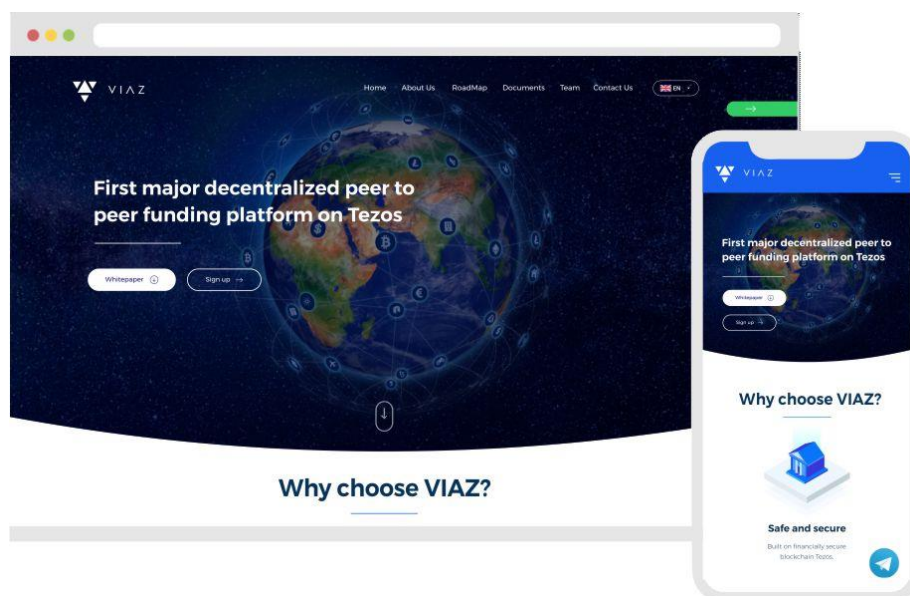 VIAZ
Home About Us RoadMap Documents Team Contact Us EN
First major decentralized peer to
peer funding platform on Tezos
Whitepaper Sign up
Why choose VIAZ?
VIAZ
First major decentralized peer to
peer funding platform on Tezos
Whitepaper
Sign up
Why choose VIAZ?
Safe and secure
Built on financially secure
blockchain Tezos.